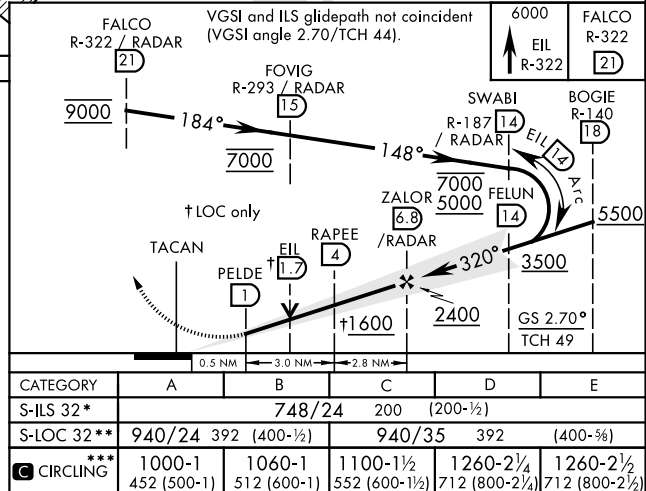 VGSI and ILS glidepath not coincident
(VGSI angle 2.70/TCH 44).
6000
EIL
R-322
FALCO
R-322
21
FALCO
R-322 / RADAR
21
FOVIG
R-293 / RADAR
15
SWABI
R-187
14
/ RADAR
BOGIE
R-140
18
9000
184°
7000
148°
EIL 14 Arc
7000
5000
FELUN
14
5500
† LOC only
ZALOR
6.8
/RADAR
TACAN
RAPEE
4
† EIL
1.7
PELDE
1
320°
3500
†1600
2400
GS 2.70°
TCH 49
0.5 NM
3.0 NM
2.8 NM
CATEGORY A B C D E
S-ILS 32* 748/24 200 (200-½)
S-LOC 32** 940/24 392 (400-½) 940/35 392 (400-⅝)
C CIRCLING*** 1000-1 1060-1 1100-1½ 1260-2¼ 1260-2½
452 (500-1) 512 (600-1) 552 (600-1½) 712 (800-2¼) 712 (800-2½)